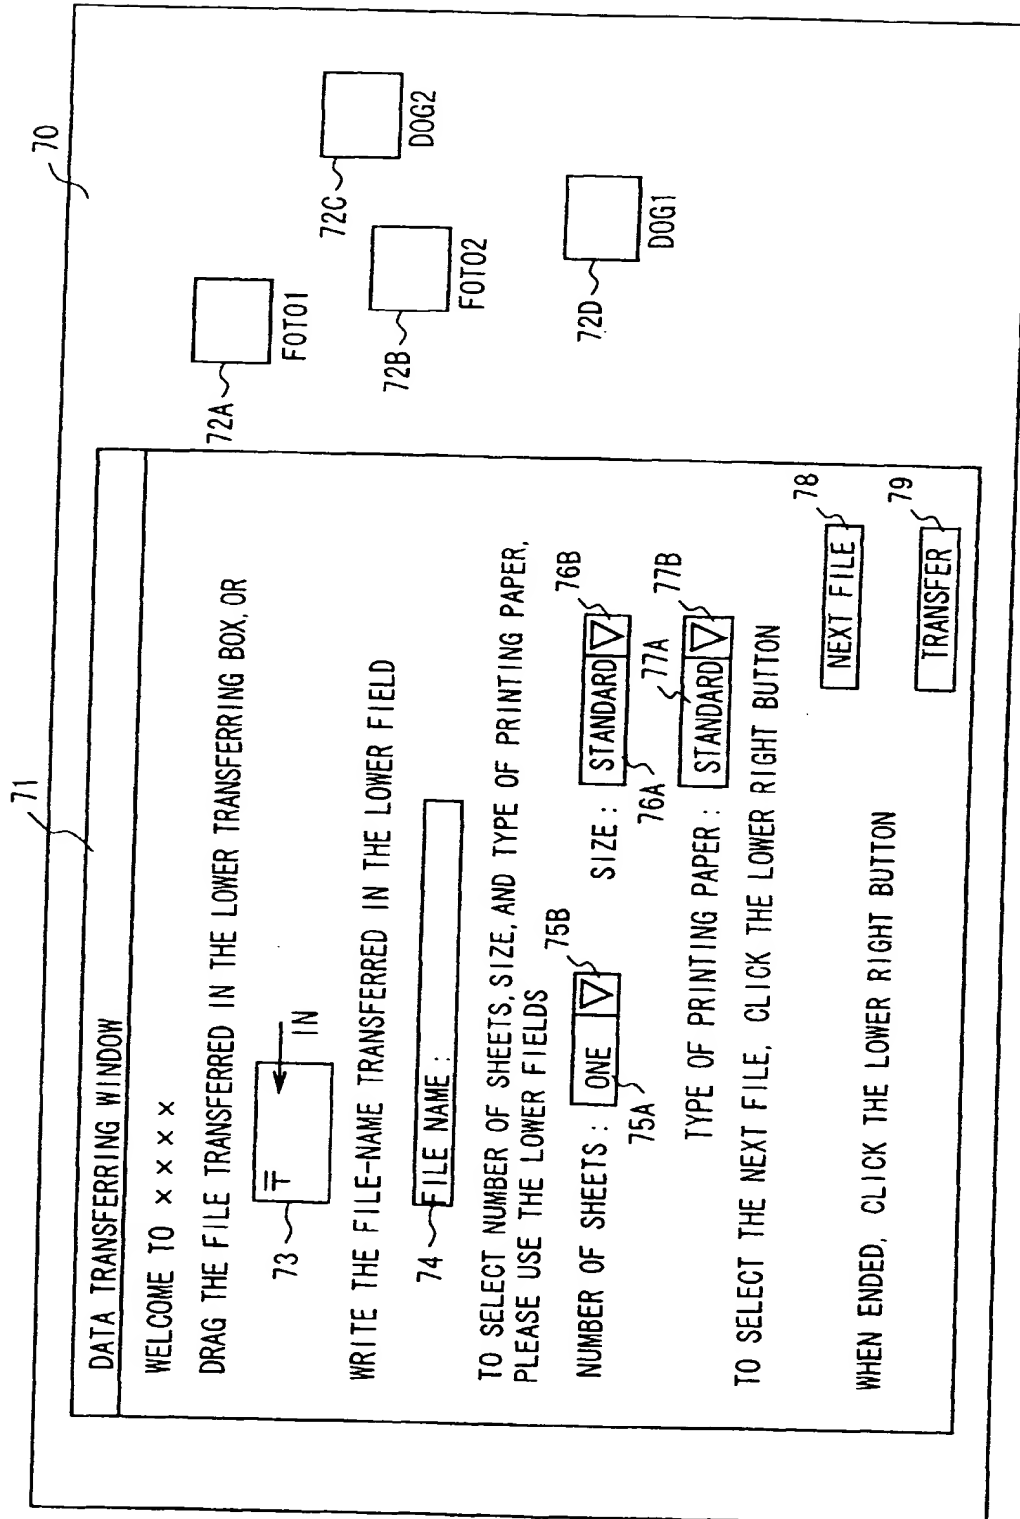 70
71
DATA TRANSFERRING WINDOW
WELCOME TO × × × ×
DRAG THE FILE TRANSFERRED IN THE LOWER TRANSFERRING BOX, OR
73
〒
IN
WRITE THE FILE-NAME TRANSFERRED IN THE LOWER FIELD
74
FILE NAME :
TO SELECT NUMBER OF SHEETS, SIZE, AND TYPE OF PRINTING PAPER,
PLEASE USE THE LOWER FIELDS
75B
76B
NUMBER OF SHEETS : ONE ▽ SIZE : STANDARD ▽
75A
76A
77A
77B
TYPE OF PRINTING PAPER : STANDARD ▽
TO SELECT THE NEXT FILE, CLICK THE LOWER RIGHT BUTTON
78
NEXT FILE
WHEN ENDED, CLICK THE LOWER RIGHT BUTTON
79
TRANSFER
72A
FOTO1
72C
DOG2
72B
FOTO2
72D
DOG1